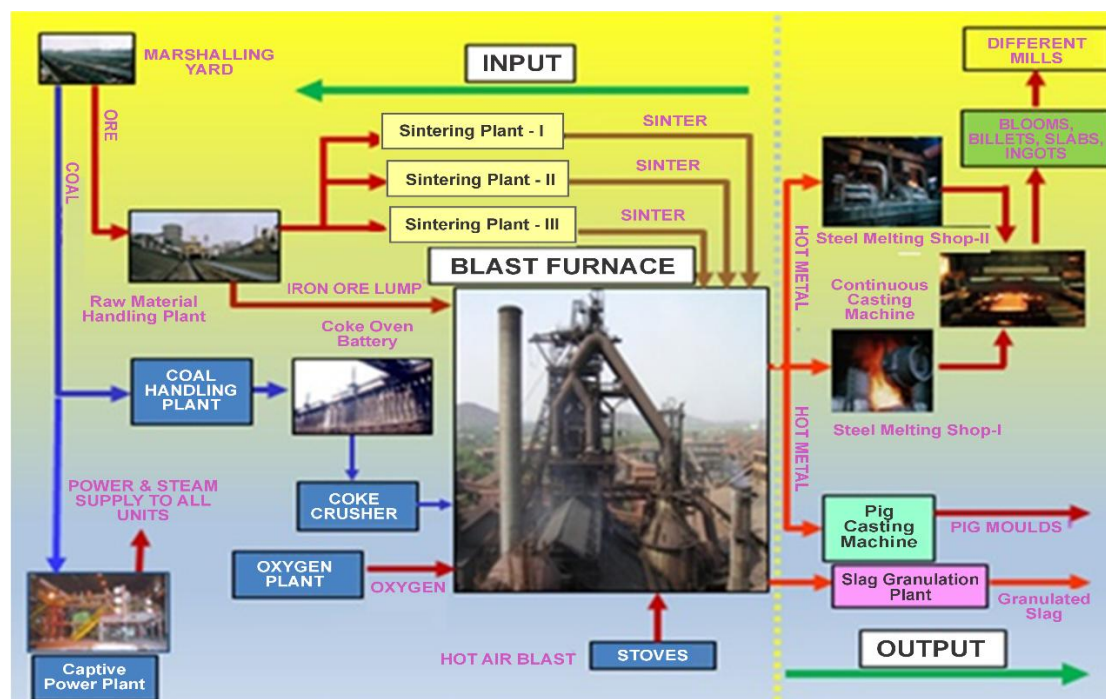 MARSHALLING
YARD
INPUT
DIFFERENT
MILLS
ORE
COAL
Sintering Plant - I
SINTER
BLOOMS,
BILLETS, SLABS,
INGOTS
Sintering Plant - II
SINTER
Sintering Plant - III
SINTER
Steel Melting Shop-II
BLAST FURNACE
HOT METAL
Raw Material
Handling Plant
IRON ORE LUMP
Continuous
Casting
Machine
Coke Oven
Battery
COAL
HANDLING
PLANT
Steel Melting Shop-I
HOT METAL
POWER & STEAM
SUPPLY TO ALL
UNITS
COKE
CRUSHER
Pig
Casting
Machine
PIG MOULDS
OXYGEN
PLANT
OXYGEN
Slag Granulation
Plant
Granulated
Slag
HOT AIR BLAST
STOVES
OUTPUT
Captive
Power Plant